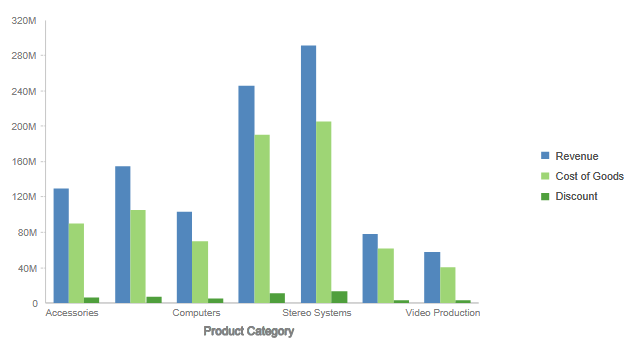 320M
280M
240M
200M
160M
120M
80M
40M
0
Accessories Computers Stereo Systems Video Production
Product Category
Revenue
Cost of Goods
Discount